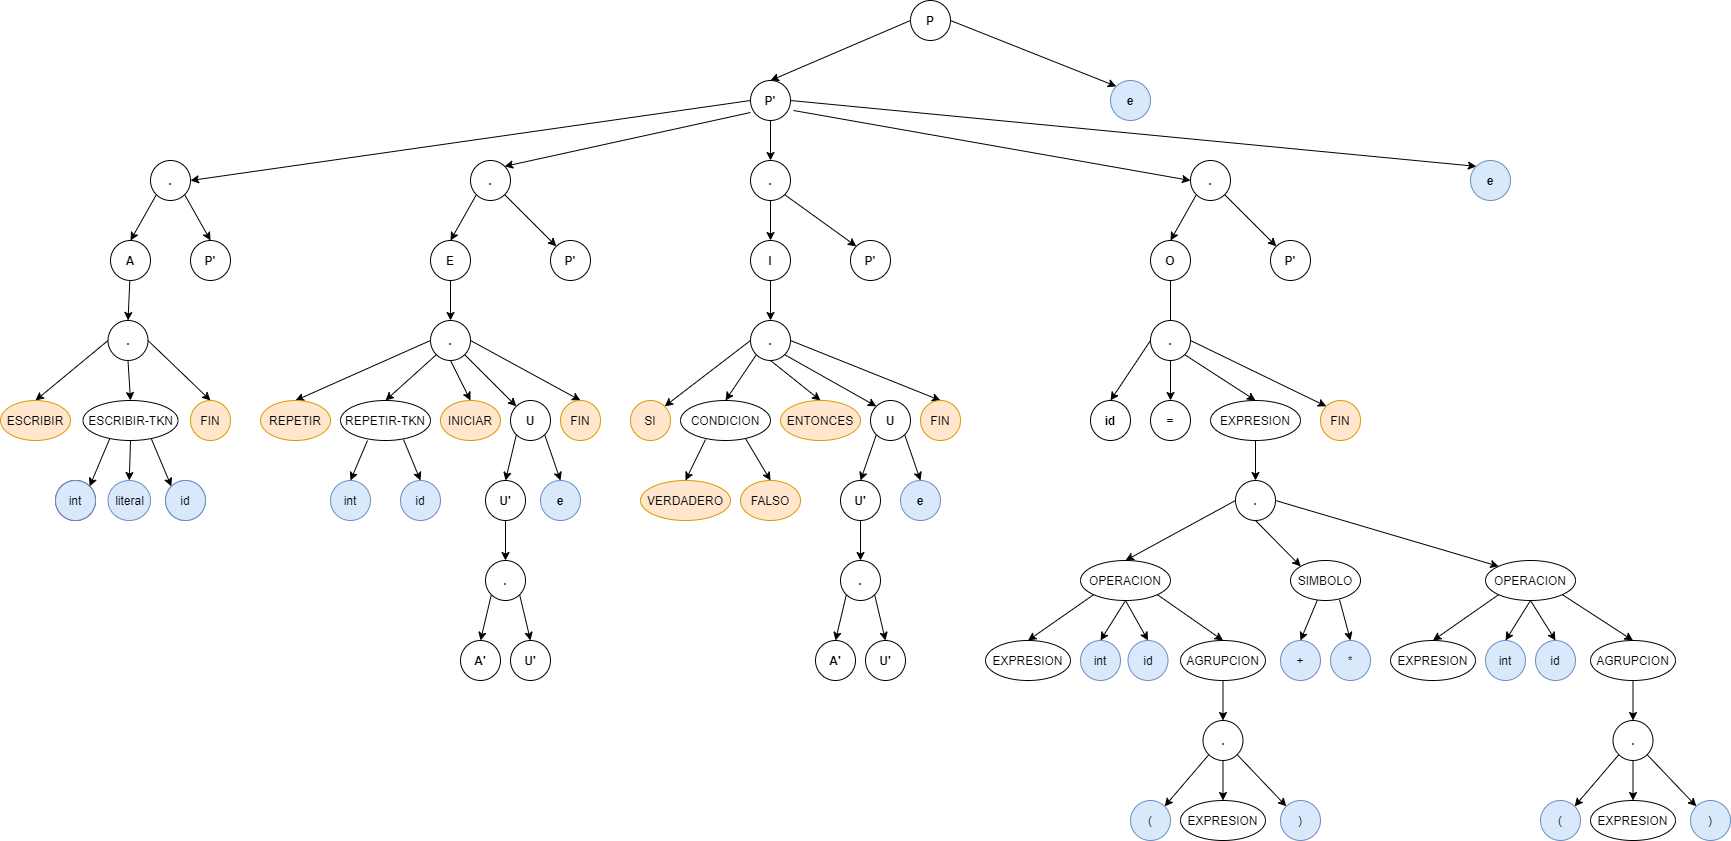 P
P' e
. . . . e
A P' E P' I P' O P'
. . . .
ESCRIBIR ESCRIBIR-TKN FIN REPETIR REPETIR-TKN INICIAR U FIN SI CONDICION ENTONCES U FIN id = EXPRESION FIN
int literal id int id U' e VERDADERO FALSO U' e .
. . OPERACION SIMBOLO OPERACION
A' U' A' U' EXPRESION int id AGRUPCION + * EXPRESION int id AGRUPCION
. .
( EXPRESION ) ( EXPRESION )